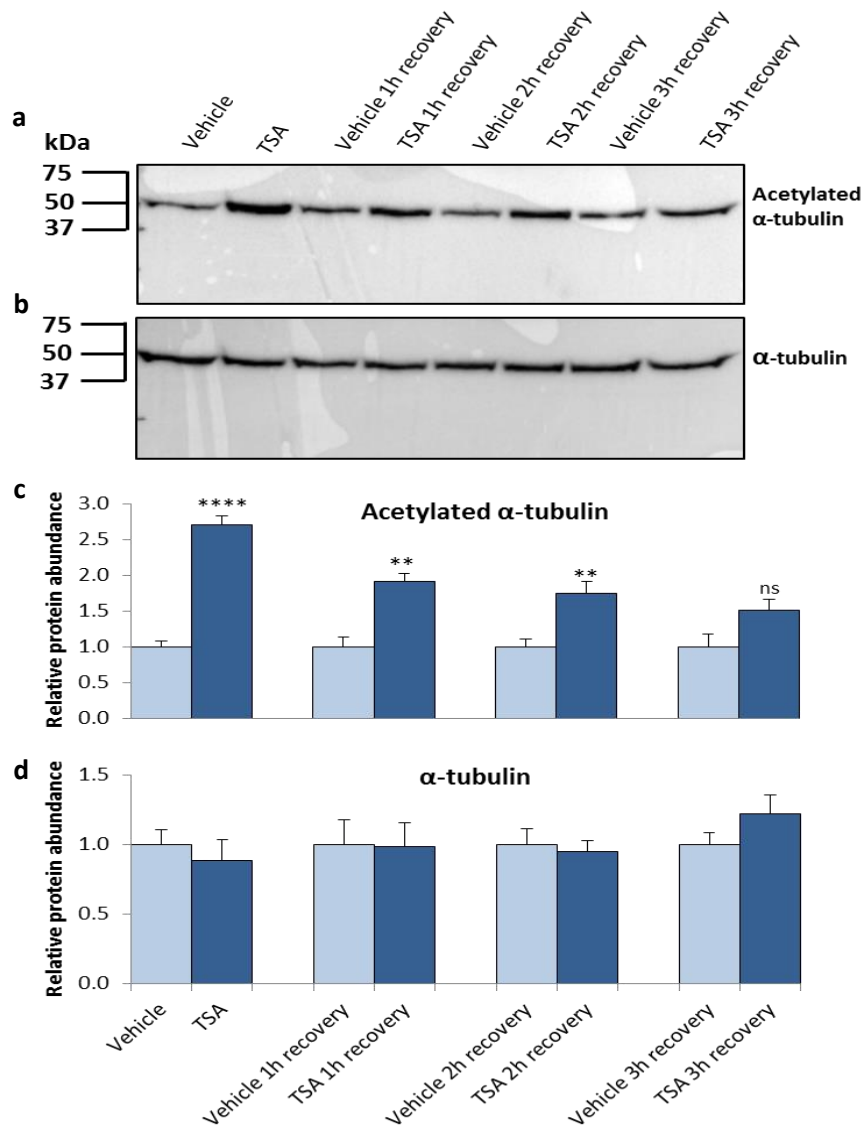 Vehicle
TSA
Vehicle 1h recovery
TSA 1h recovery
Vehicle 2h recovery
TSA 2h recovery
Vehicle 3h recovery
TSA 3h recovery
a
kDa
75
50
37
Acetylated
α-tubulin
b
75
50
37
α-tubulin
c
Relative protein abundance
3.0
2.5
2.0
1.5
1.0
0.5
0.0
Acetylated α-tubulin
****
**
**
ns
d
Relative protein abundance
1.5
1.0
0.5
0.0
α-tubulin
Vehicle
TSA
Vehicle 1h recovery
TSA 1h recovery
Vehicle 2h recovery
TSA 2h recovery
Vehicle 3h recovery
TSA 3h recovery